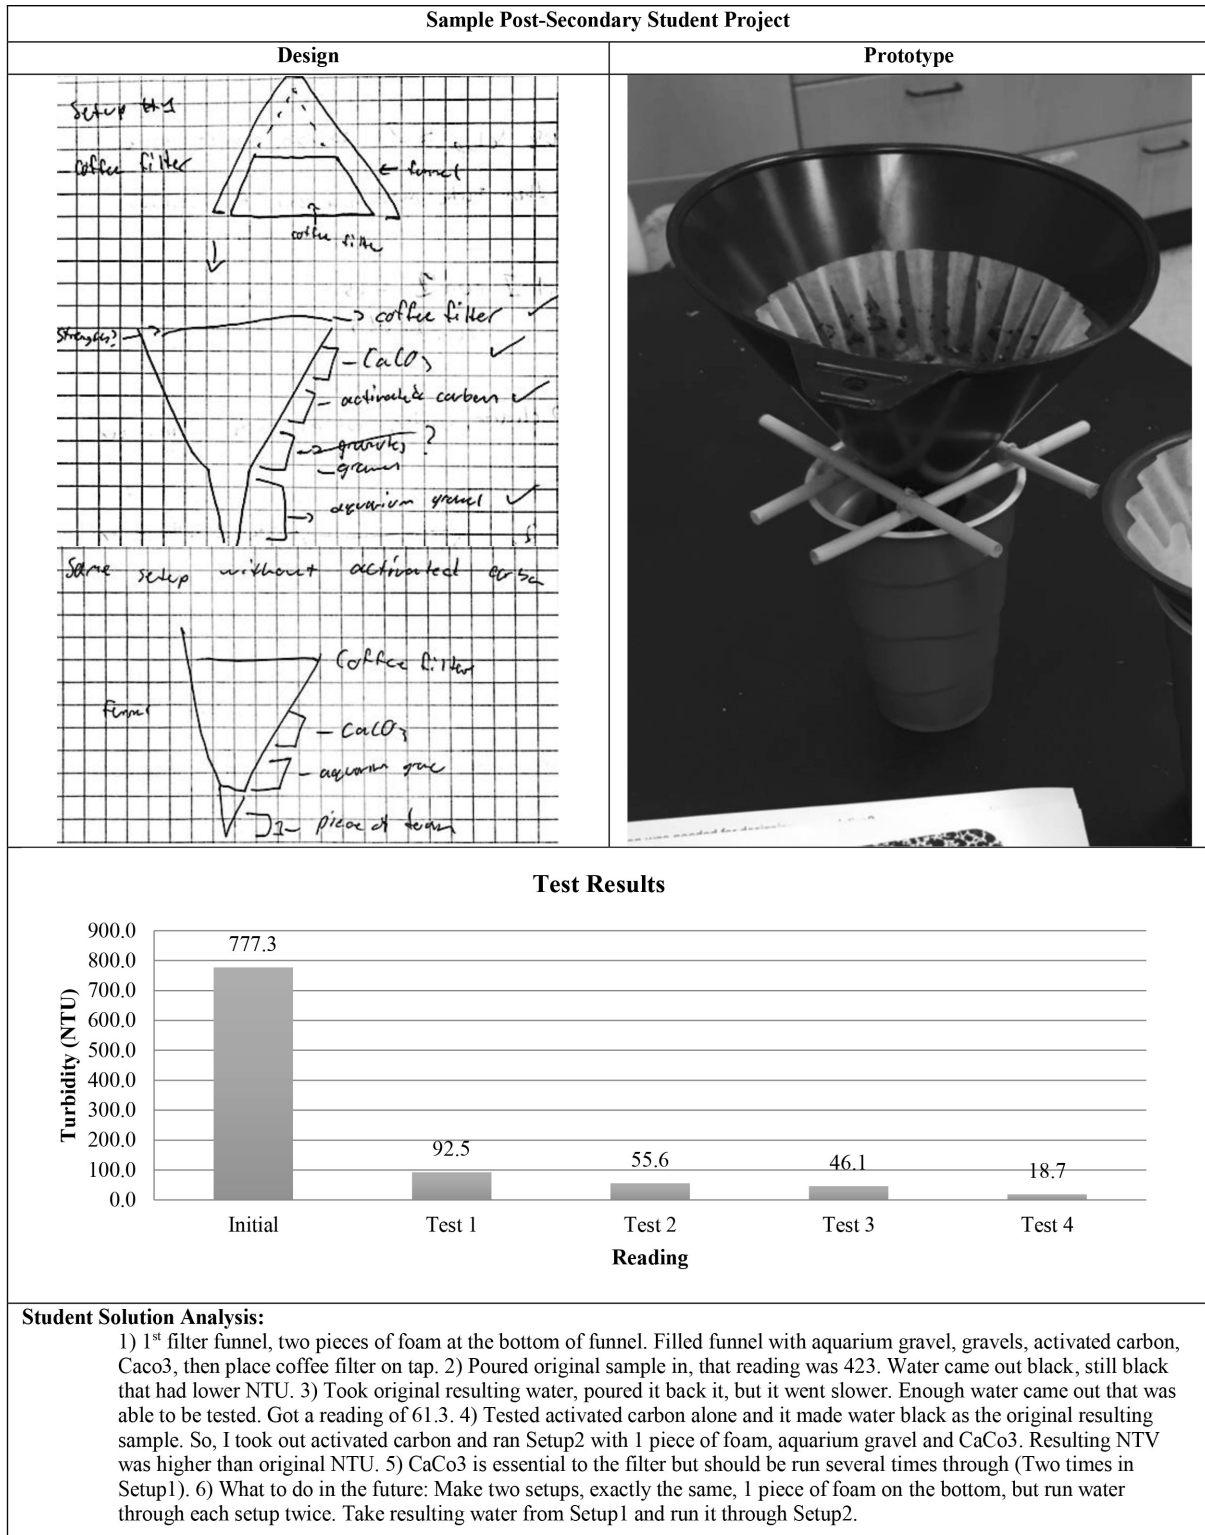 Sample Post-Secondary Student Project
Design
Prototype
Setup #1
coffee filter
← funnel
coffee filter
coffee filter ✓
Strengths?
- CaCO3 ✓
- activated carbon ✓
?
aquarium gravel ✓
Same setup without activated
Coffee filter
Funnel
- CaCO3
- aquarium
1- piece of foam
Test Results
900.0
800.0
700.0
600.0
500.0
400.0
300.0
200.0
100.0
0.0
Turbidity (NTU)
777.3
92.5
55.6
46.1
18.7
Initial
Test 1
Test 2
Test 3
Test 4
Reading
Student Solution Analysis:
1) 1st filter funnel, two pieces of foam at the bottom of funnel. Filled funnel with aquarium gravel, gravels, activated carbon,
Caco3, then place coffee filter on tap. 2) Poured original sample in, that reading was 423. Water came out black, still black
that had lower NTU. 3) Took original resulting water, poured it back it, but it went slower. Enough water came out that was
able to be tested. Got a reading of 61.3. 4) Tested activated carbon alone and it made water black as the original resulting
sample. So, I took out activated carbon and ran Setup2 with 1 piece of foam, aquarium gravel and CaCo3. Resulting NTV
was higher than original NTU. 5) CaCo3 is essential to the filter but should be run several times through (Two times in
Setup1). 6) What to do in the future: Make two setups, exactly the same, 1 piece of foam on the bottom, but run water
through each setup twice. Take resulting water from Setup1 and run it through Setup2.